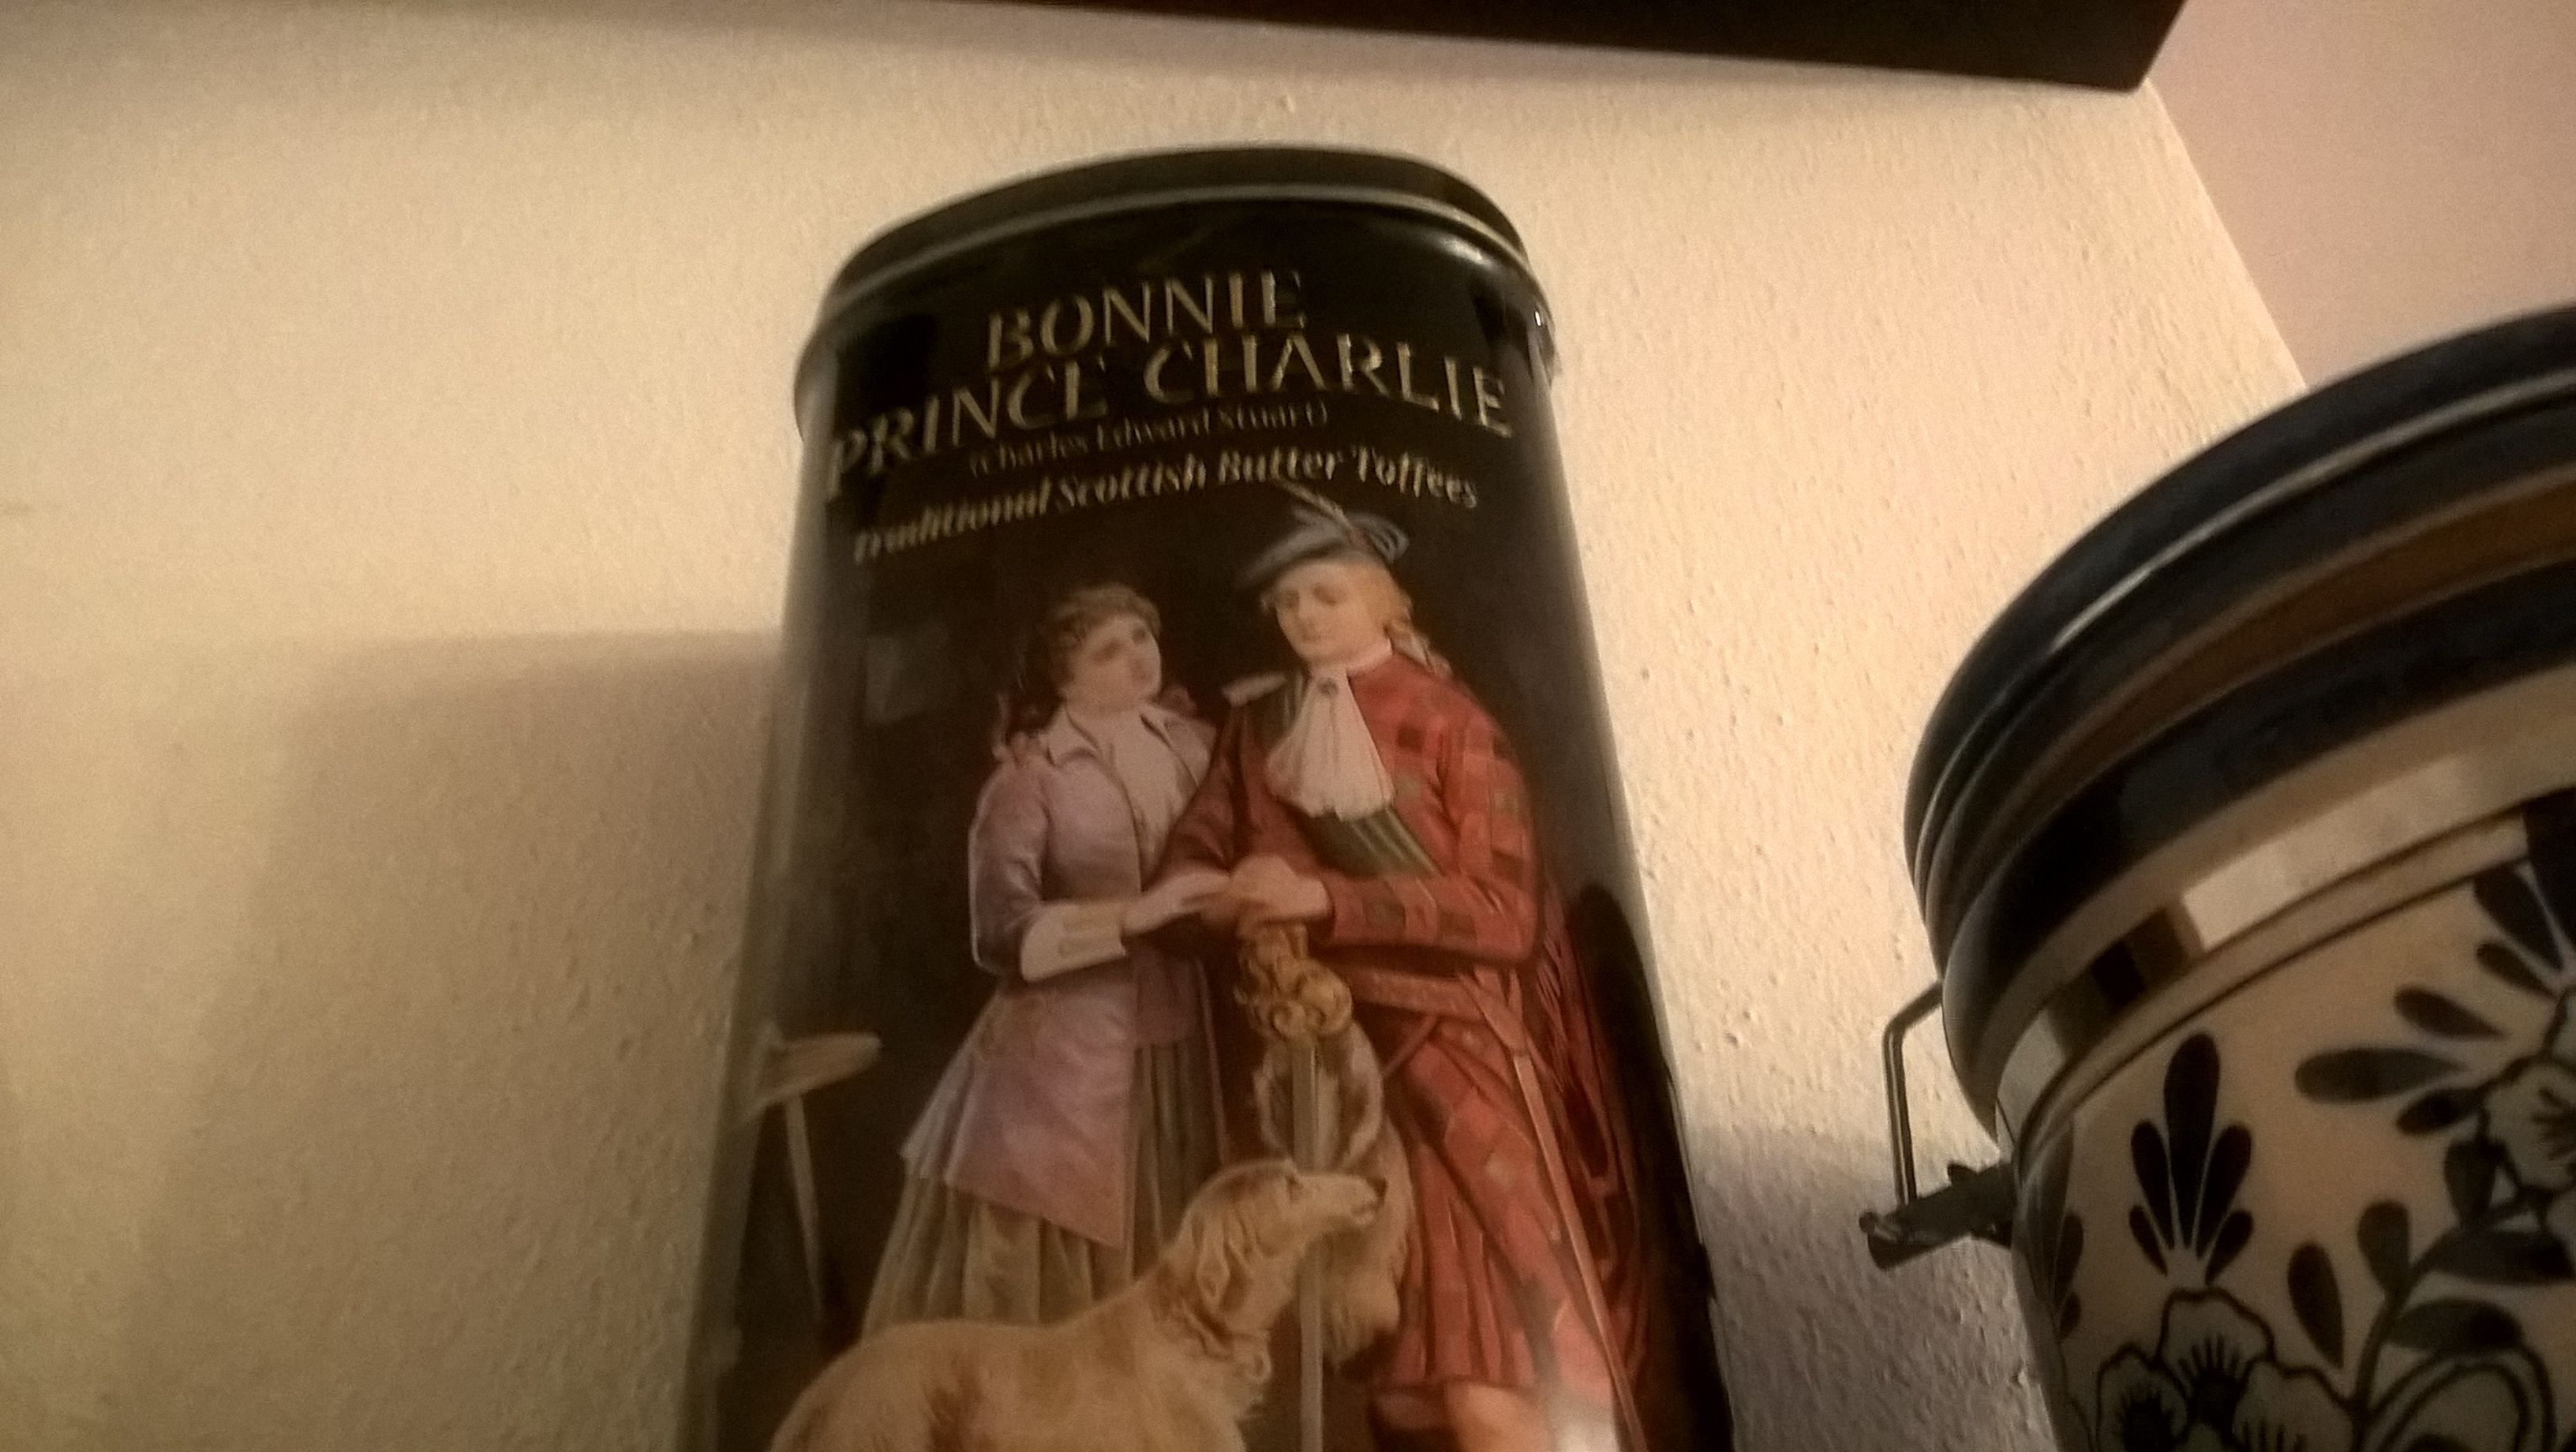 BONNIE
PRINCE CHARLIE
(Charles Edward Stuart)
Traditional Scottish Butter Toffees